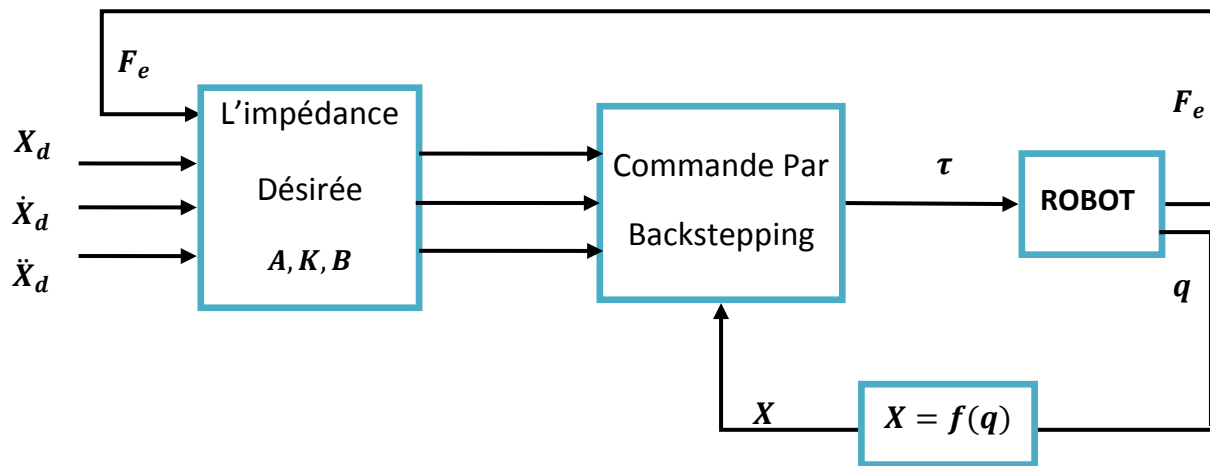 F_e
X_d
Ẋ_d
Ẍ_d
L’impédance
Désirée
A, K, B
Commande Par
Backstepping
τ
ROBOT
F_e
q
X = f(q)
X